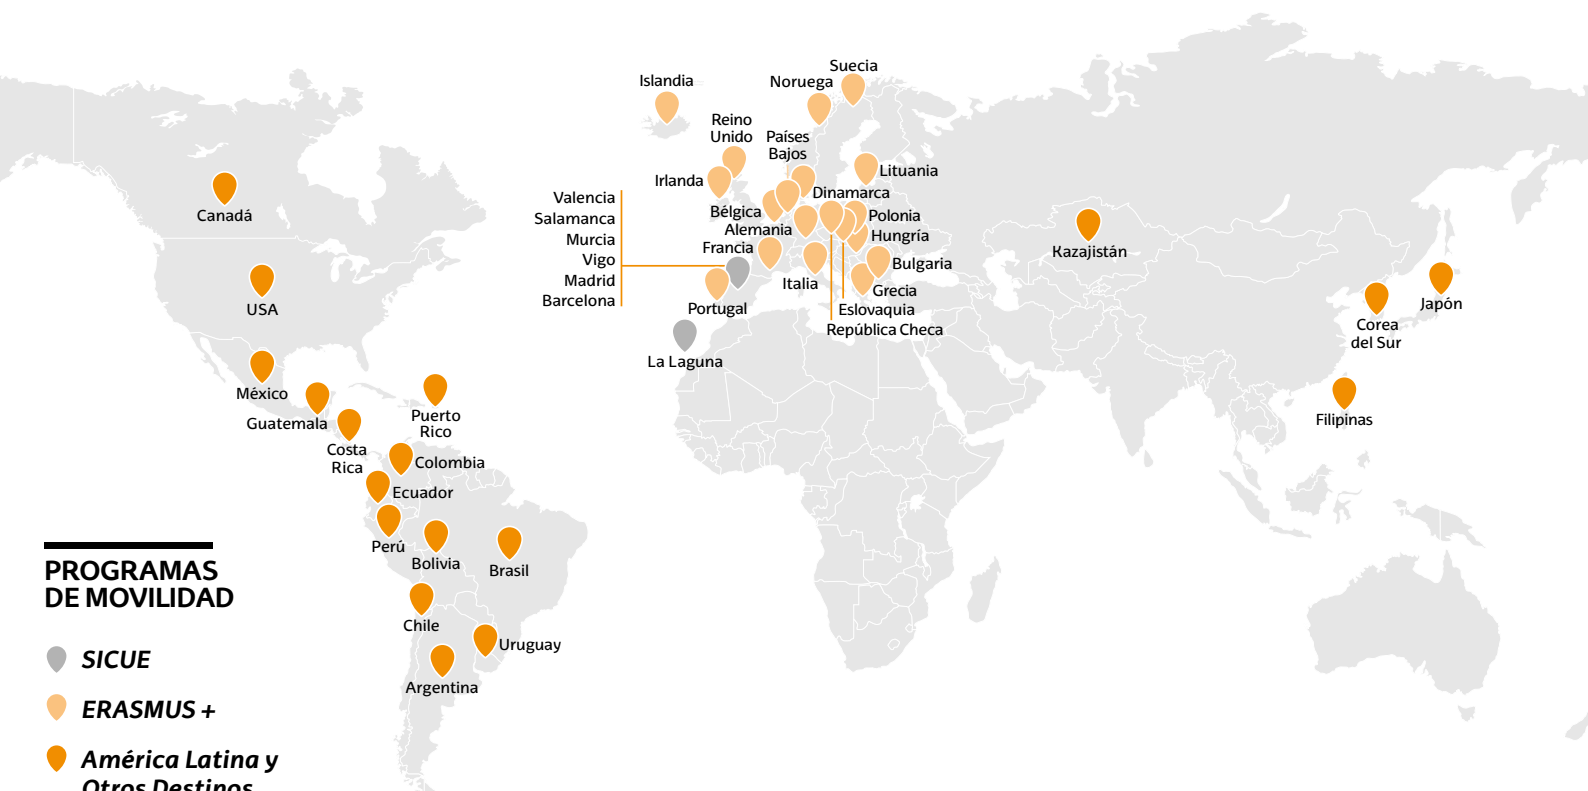 Suecia
Islandia
Noruega
Reino
Unido
Países
Bajos
Irlanda
Lituania
Dinamarca
Valencia
Salamanca
Murcia
Vigo
Madrid
Barcelona
Bélgica
Polonia
Alemania
Hungría
Francia
Bulgaria
Italia
Grecia
Portugal
Eslovaquia
República Checa
La Laguna
Canadá
USA
México
Guatemala
Puerto
Rico
Costa
Rica
Colombia
Ecuador
Perú
Bolivia
Brasil
Chile
Uruguay
Argentina
Kazajistán
Japón
Corea
del Sur
Filipinas
PROGRAMAS
DE MOVILIDAD
SICUE
ERASMUS +
América Latina y
Otros Destinos